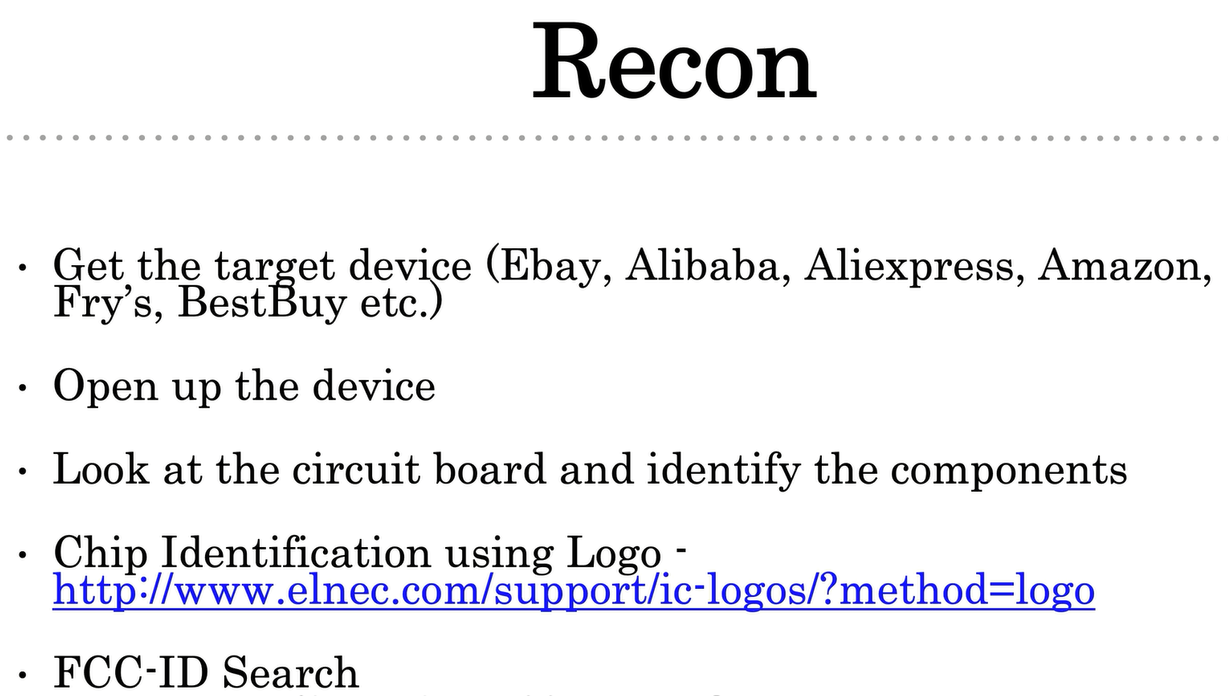 Recon
• Get the target device (Ebay, Alibaba, Aliexpress, Amazon,
Fry’s, BestBuy etc.)
• Open up the device
• Look at the circuit board and identify the components
• Chip Identification using Logo -
http://www.elnec.com/support/ic-logos/?method=logo
• FCC-ID Search